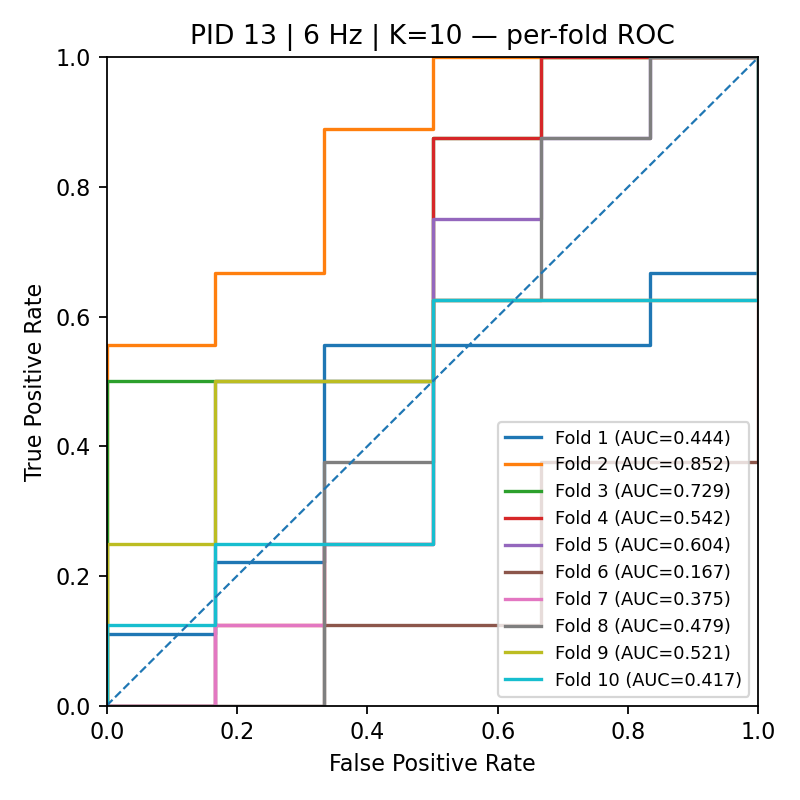 PID 13 | 6 Hz | K=10 — per-fold ROC
True Positive Rate
1.0
0.8
0.6
0.4
0.2
0.0
Fold 1 (AUC=0.444)
Fold 2 (AUC=0.852)
Fold 3 (AUC=0.729)
Fold 4 (AUC=0.542)
Fold 5 (AUC=0.604)
Fold 6 (AUC=0.167)
Fold 7 (AUC=0.375)
Fold 8 (AUC=0.479)
Fold 9 (AUC=0.521)
Fold 10 (AUC=0.417)
0.0 0.2 0.4 0.6 0.8 1.0
False Positive Rate